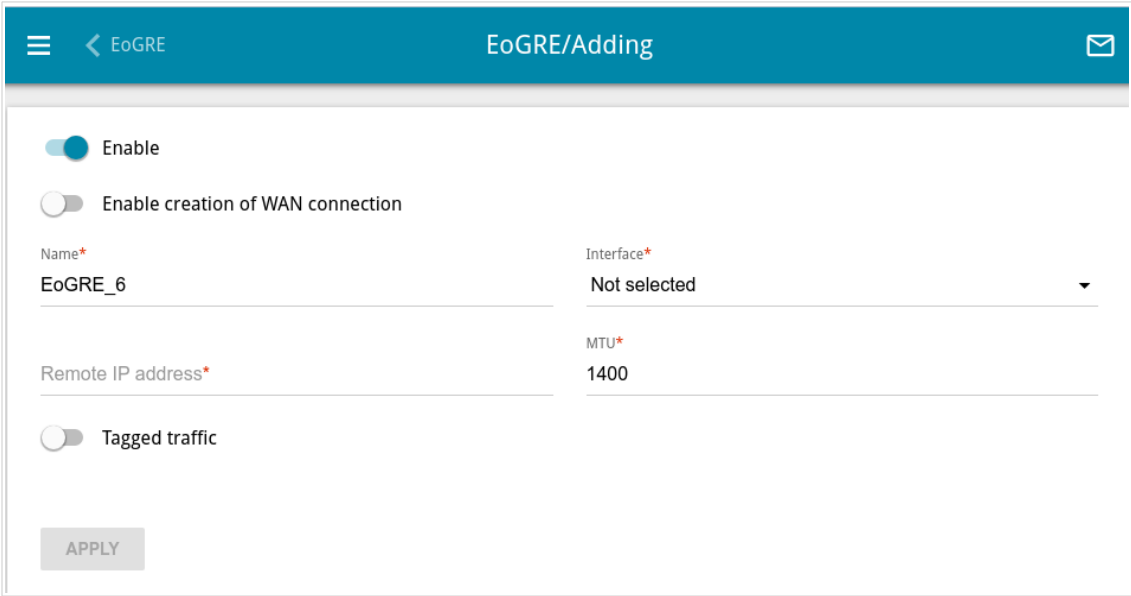 EoGRE
EoGRE/Adding
Enable
Enable creation of WAN connection
Name*
Interface*
EoGRE_6
Not selected
MTU*
Remote IP address*
1400
Tagged traffic
APPLY